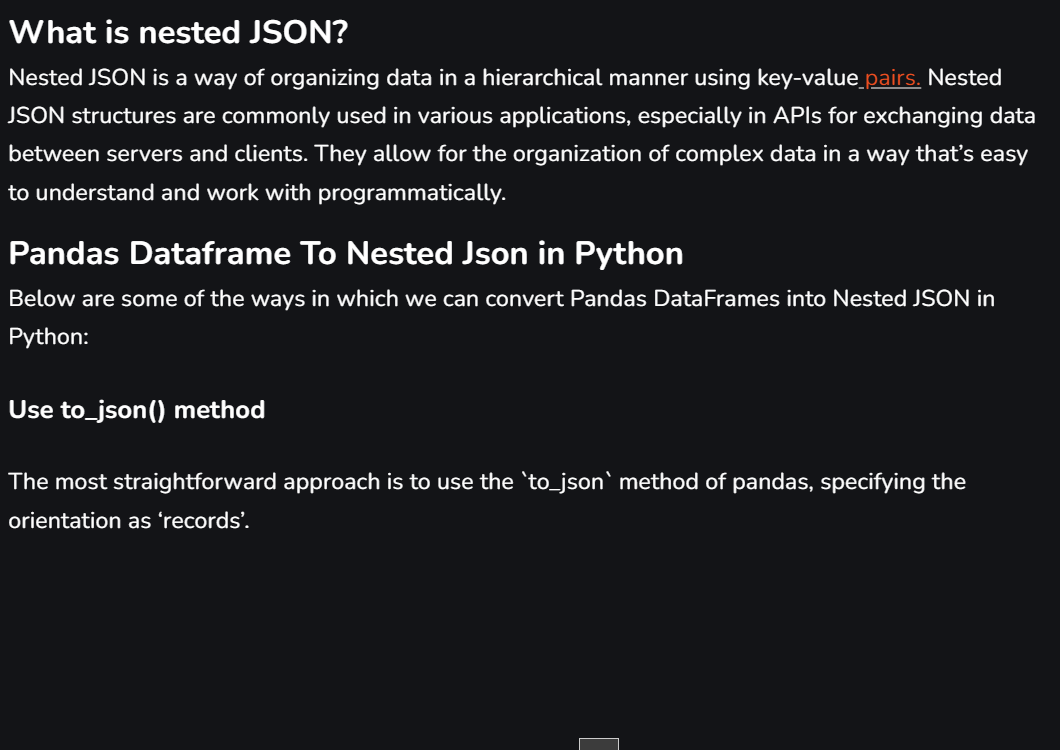 What is nested JSON?
Nested JSON is a way of organizing data in a hierarchical manner using key-value pairs. Nested
JSON structures are commonly used in various applications, especially in APIs for exchanging data
between servers and clients. They allow for the organization of complex data in a way that’s easy
to understand and work with programmatically.
Pandas Dataframe To Nested Json in Python
Below are some of the ways in which we can convert Pandas DataFrames into Nested JSON in
Python:
Use to_json() method
The most straightforward approach is to use the `to_json` method of pandas, specifying the
orientation as ‘records’.